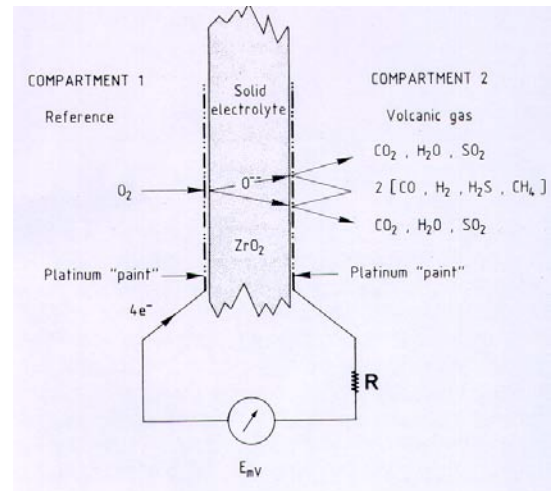 COMPARTMENT 1
Reference
Solid
electrolyte
COMPARTMENT 2
Volcanic gas
CO₂ , H₂O , SO₂
O₂
O⁻⁻
2 [CO , H₂ , H₂S , CH₄]
CO₂ , H₂O , SO₂
ZrO₂
Platinum "paint"
Platinum "paint"
4e⁻
R
E_mV